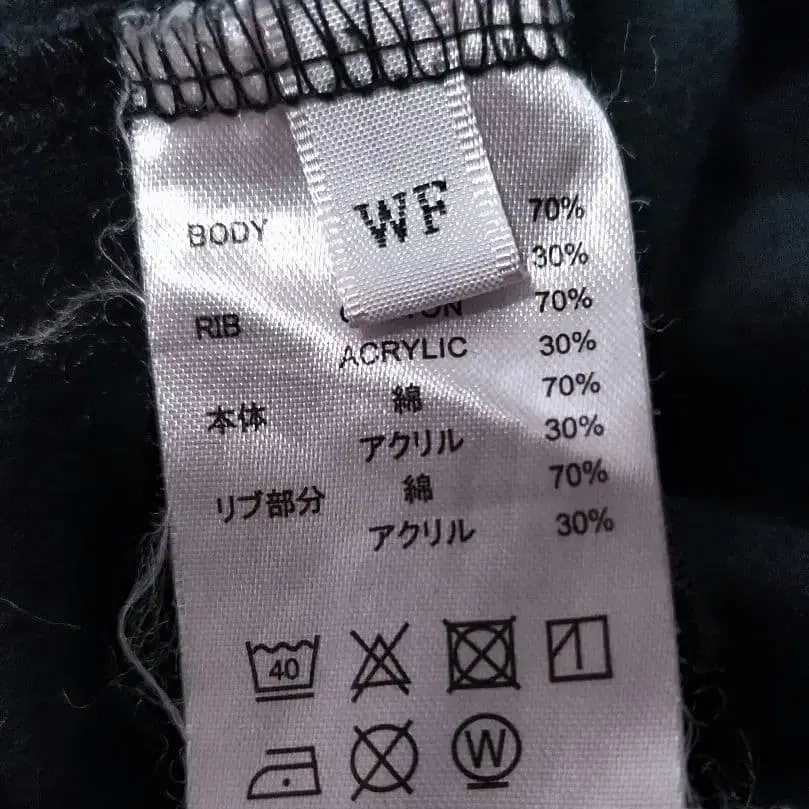 WF
BODY 70%
30%
RIB 70%
ACRYLIC 30%
本体 綿 70%
アクリル 30%
リブ部分 綿 70%
アクリル 30%
40
W